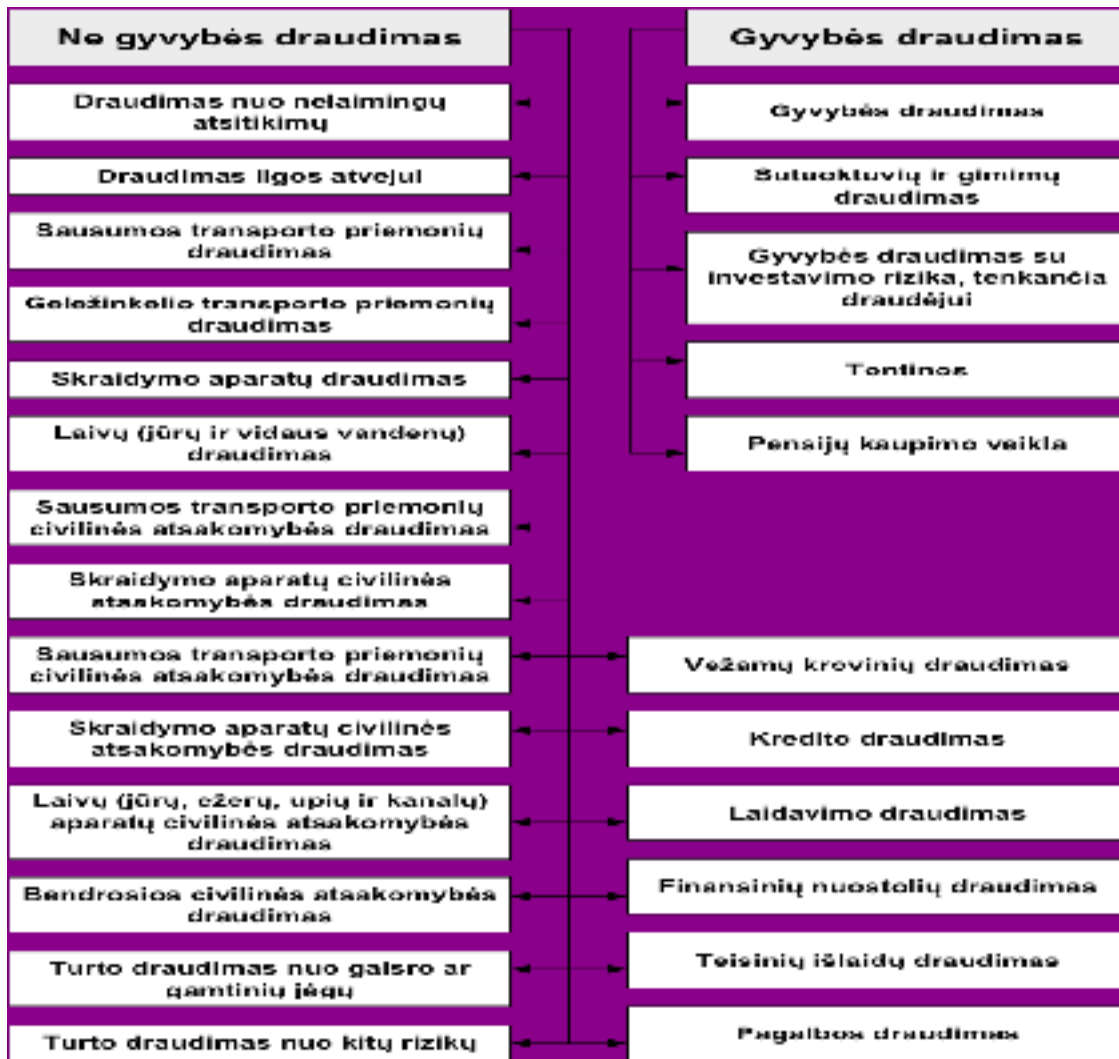 Ne gyvybės draudimas
Draudimas nuo nelaimingų
atsitikimų
Draudimas ligos atvejui
Sausumos transporto priemonių
draudimas
Geležinkelio transporto priemonių
draudimas
Skraidymo aparatų draudimas
Laivų (jūrų ir vidaus vandenų)
draudimas
Sausumos transporto priemonių
civilinės atsakomybės draudimas
Skraidymo aparatų civilinės
atsakomybės draudimas
Sausumos transporto priemonių
civilinės atsakomybės draudimas
Skraidymo aparatų civilinės
atsakomybės draudimas
Laivų (jūrų, ežerų, upių ir kanalų)
aparatų civilinės atsakomybės
draudimas
Bendrosios civilinės atsakomybės
draudimas
Turto draudimas nuo gaisro ar
gamtinių jėgų
Turto draudimas nuo kitų rizikų
Gyvybės draudimas
Gyvybės draudimas
Sutuoktuvių ir gimimų
draudimas
Gyvybės draudimas su
investavimo rizika, tenkančia
draudėjui
Tontinos
Pensijų kaupimo veikla
Vežamų krovinių draudimas
Kredito draudimas
Laidavimo draudimas
Finansinių nuostolių draudimas
Teisinių išlaidų draudimas
Pagalbos draudimas